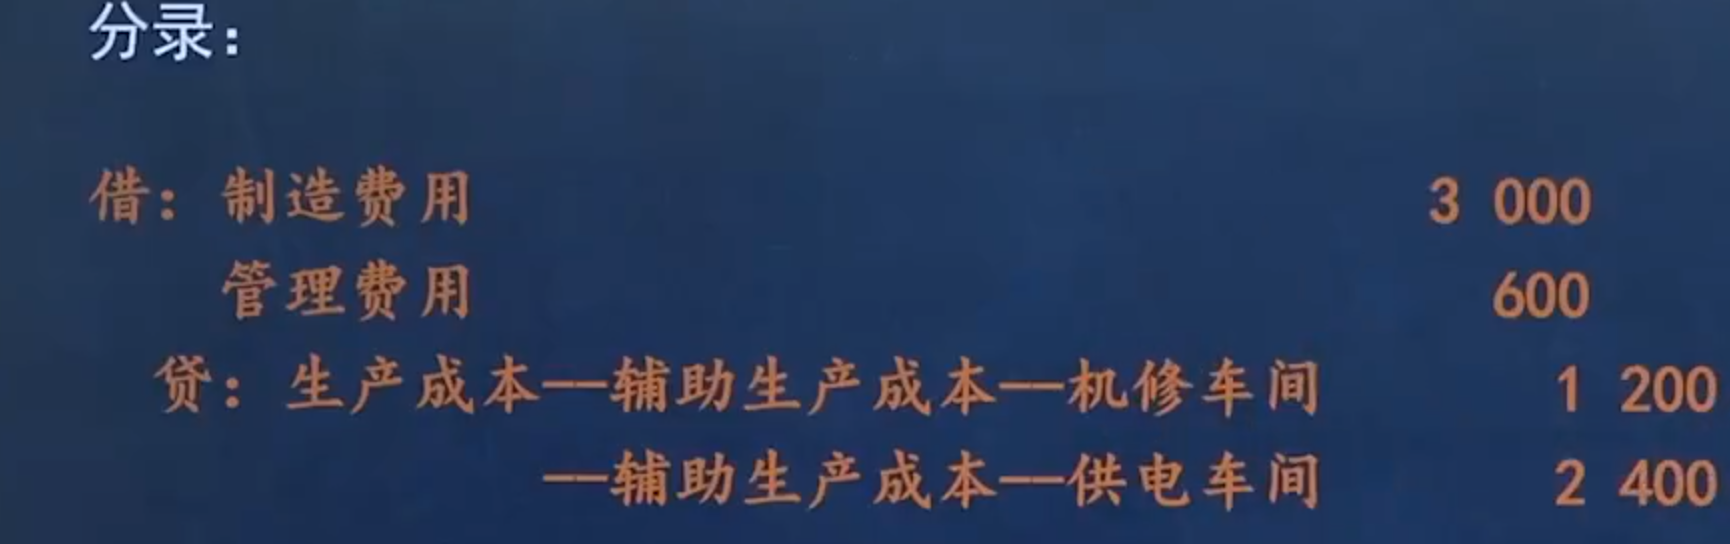 分录：
借：制造费用 3 000
管理费用 600
贷：生产成本——辅助生产成本——机修车间 1 200
——辅助生产成本——供电车间 2 400